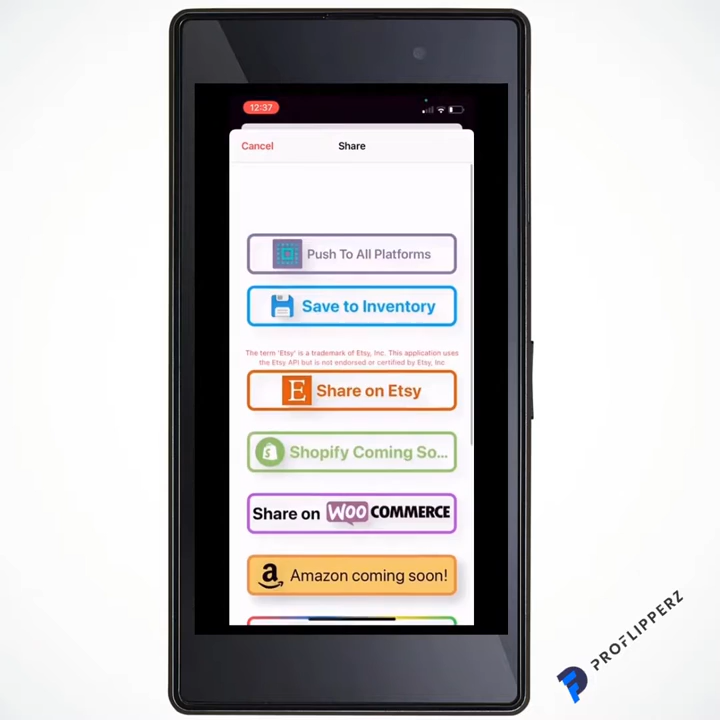 12:37
Cancel
Share
Push To All Platforms
Save to Inventory
The term 'Etsy' is a trademark of Etsy, Inc. This application uses
the Etsy API but is not endorsed or certified by Etsy, Inc
E Share on Etsy
Shopify Coming So...
Share on WOO COMMERCE
a Amazon coming soon!
PROFLIPPERZ